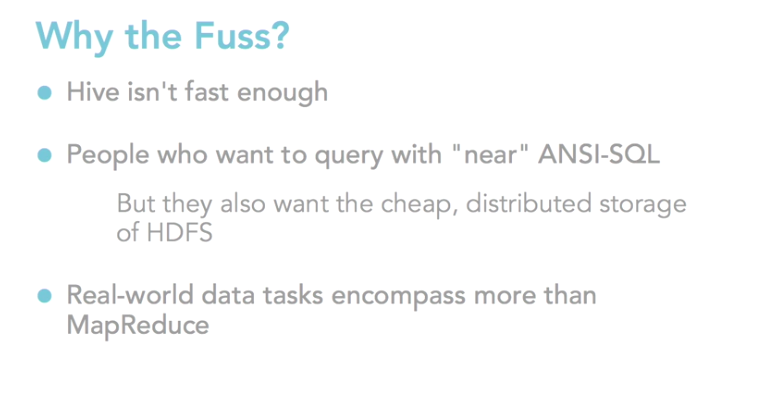 Why the Fuss?
Hive isn't fast enough
People who want to query with "near" ANSI-SQL
But they also want the cheap, distributed storage
of HDFS
Real-world data tasks encompass more than
MapReduce